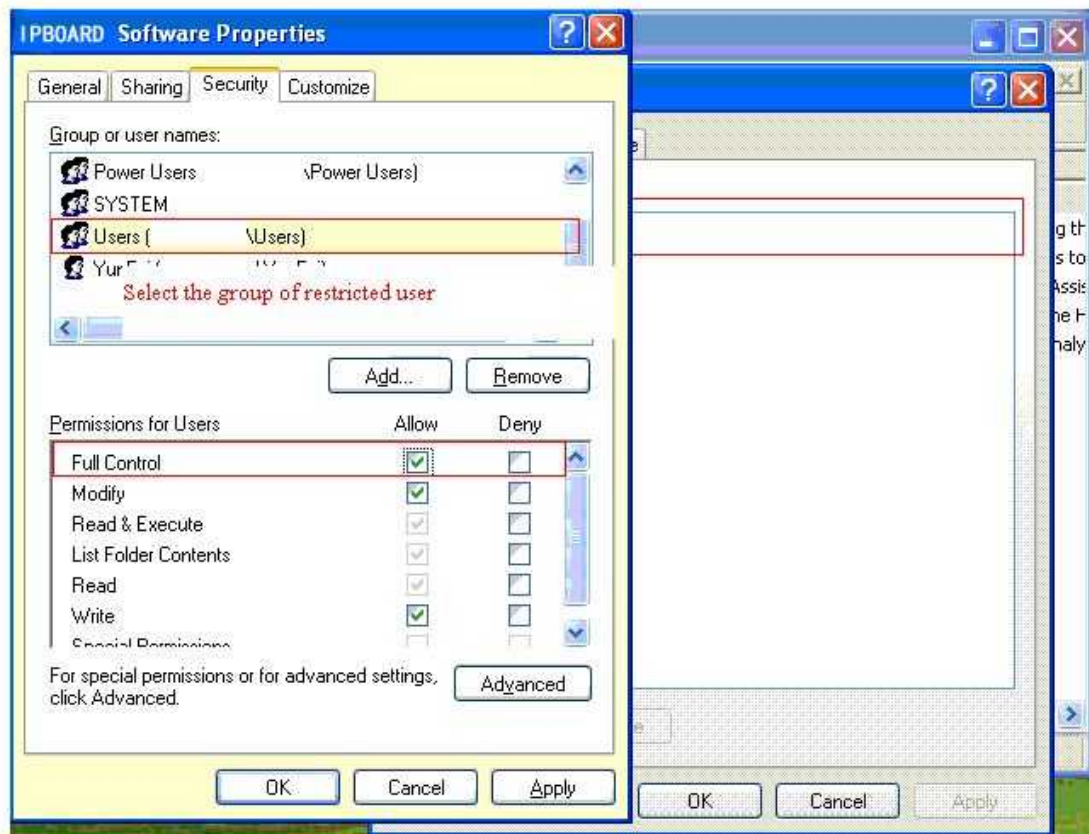 IPBOARD Software Properties
General Sharing Security Customize
Group or user names:
Power Users \Power Users)
SYSTEM
Users ( \Users)
Select the group of restricted user
Add... Remove
Permissions for Users Allow Deny
Full Control
Modify
Read & Execute
List Folder Contents
Read
Write
Special Permissions
For special permissions or for advanced settings,
click Advanced.
Advanced
OK Cancel Apply
OK Cancel Apply